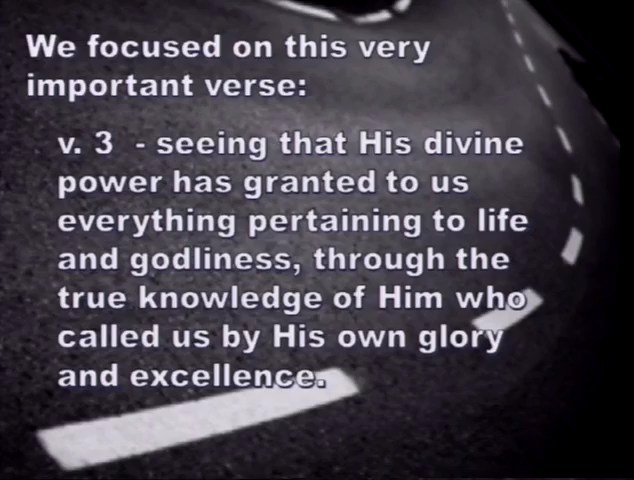 We focused on this very
important verse:
v. 3 - seeing that His divine
power has granted to us
everything pertaining to life
and godliness, through the
true knowledge of Him who
called us by His own glory
and excellence.